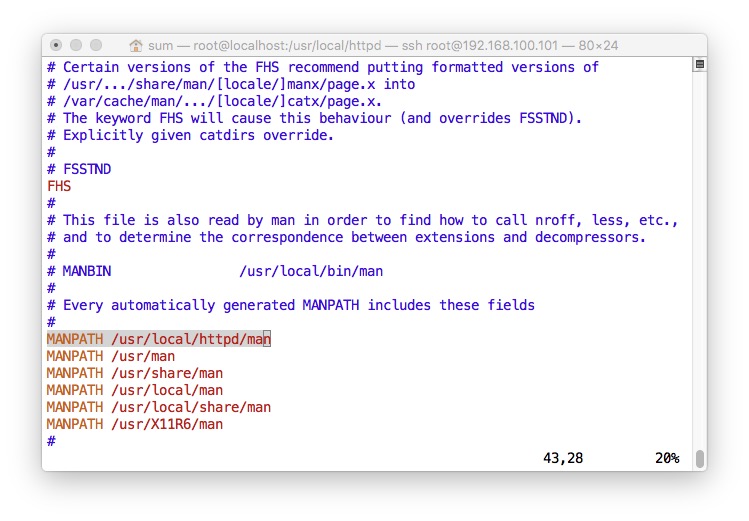 sum — root@localhost:/usr/local/httpd — ssh root@192.168.100.101 — 80×24
# Certain versions of the FHS recommend putting formatted versions of
# /usr/.../share/man/[locale/]manx/page.x into
# /var/cache/man/.../[locale/]catx/page.x.
# The keyword FHS will cause this behaviour (and overrides FSSTND).
# Explicitly given catdirs override.
#
# FSSTND
FHS
#
# This file is also read by man in order to find how to call nroff, less, etc.,
# and to determine the correspondence between extensions and decompressors.
#
# MANBIN                /usr/local/bin/man
#
# Every automatically generated MANPATH includes these fields
#
MANPATH /usr/local/httpd/man
MANPATH /usr/man
MANPATH /usr/share/man
MANPATH /usr/local/man
MANPATH /usr/local/share/man
MANPATH /usr/X11R6/man
#
43,28         20%